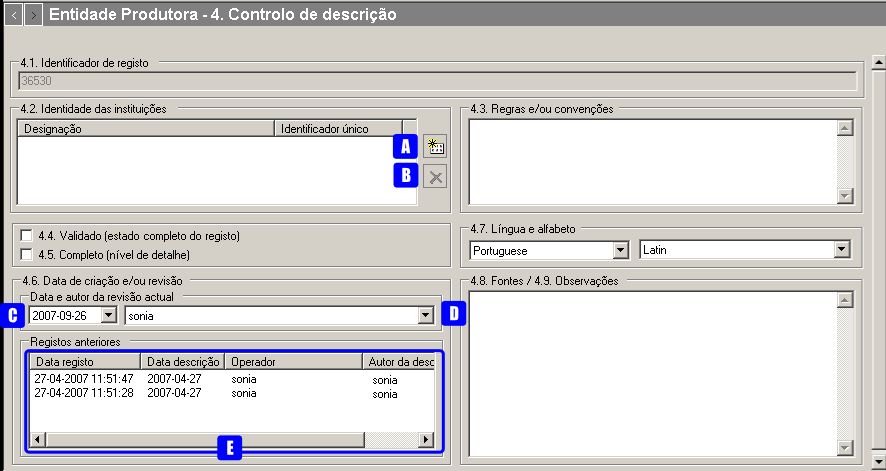 < > Entidade Produtora - 4. Controlo de descrição
4.1. Identificador de registo
36530
4.2. Identidade das instituições
Designação Identificador único
A
B
4.3. Regras e/ou convenções
4.4. Validado (estado completo do registo)
4.5. Completo (nível de detalhe)
4.7. Língua e alfabeto
Portuguese Latin
4.6. Data de criação e/ou revisão
Data e autor da revisão actual
C 2007-09-26 sonia D
4.8. Fontes / 4.9. Observações
Registos anteriores
Data registo Data descrição Operador Autor da desc
27-04-2007 11:51:47 2007-04-27 sonia sonia
27-04-2007 11:51:28 2007-04-27 sonia sonia
E